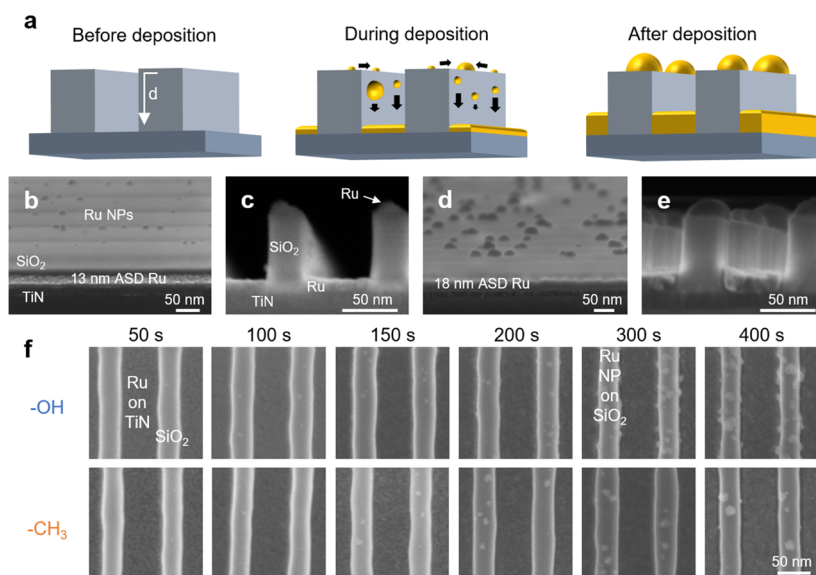 a
Before deposition
During deposition
After deposition
d
b
Ru NPs
SiO₂
13 nm ASD Ru
TiN
50 nm
c
Ru
SiO₂
Ru
TiN
50 nm
d
18 nm ASD Ru
50 nm
e
50 nm
f
50 s
100 s
150 s
200 s
300 s
400 s
-OH
Ru
on
TiN
SiO₂
Ru
NP
on
SiO₂
-CH₃
50 nm